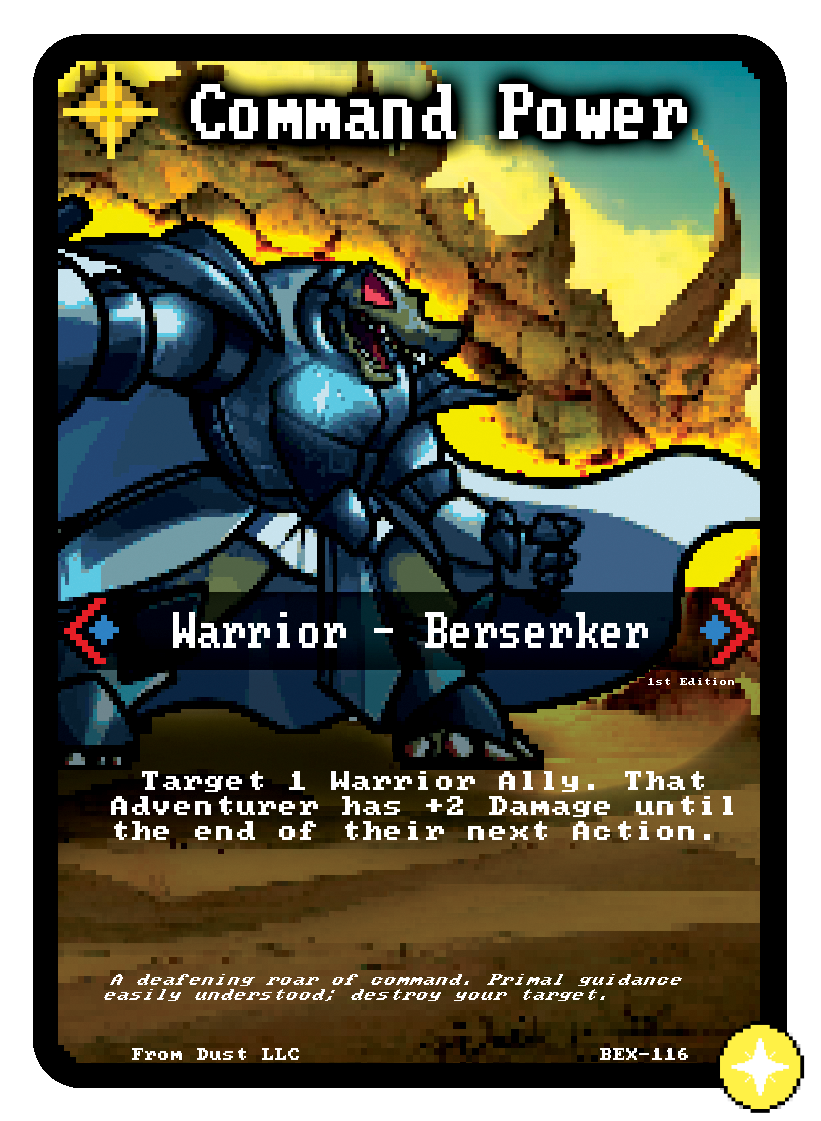 Command Power
Warrior - Berserker
1st Edition
Target 1 Warrior Ally. That
Adventurer has +2 Damage until
the end of their next Action.
A deafening roar of command. Primal guidance
easily understood; destroy your target.
From Dust LLC
BEX-116